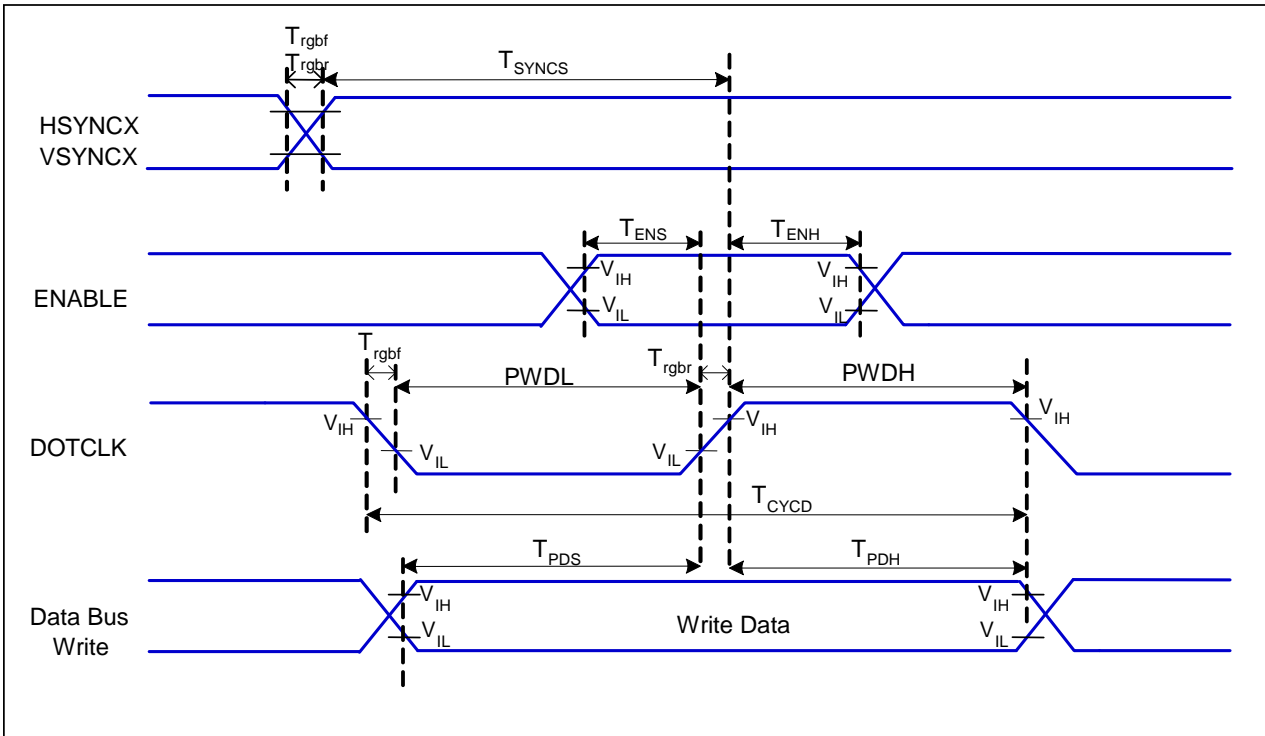 Trgbf
Trgbr
TSYNCS
HSYNCX
VSYNCX
TENS
TENH
VIH
VIH
ENABLE
VIL
VIL
Trgbf
Trgbr
PWDL
PWDH
VIH
VIH
VIH
DOTCLK
VIL
VIL
TCYCD
TPDS
TPDH
VIH
VIH
Data Bus
Write
Write Data
VIL
VIL